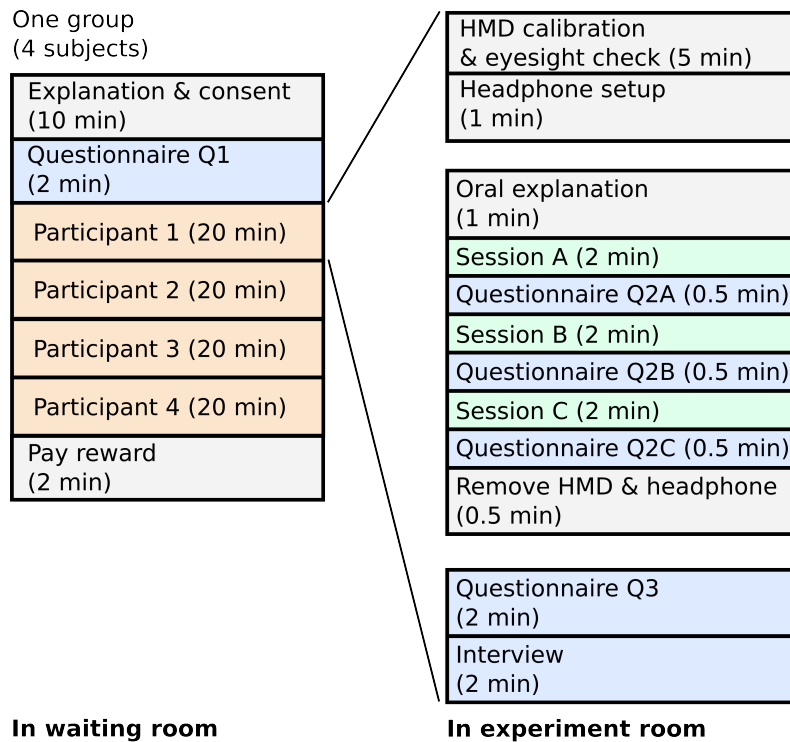 One group
(4 subjects)
Explanation & consent
(10 min)
Questionnaire Q1
(2 min)
Participant 1 (20 min)
Participant 2 (20 min)
Participant 3 (20 min)
Participant 4 (20 min)
Pay reward
(2 min)
In waiting room
HMD calibration
& eyesight check (5 min)
Headphone setup
(1 min)
Oral explanation
(1 min)
Session A (2 min)
Questionnaire Q2A (0.5 min)
Session B (2 min)
Questionnaire Q2B (0.5 min)
Session C (2 min)
Questionnaire Q2C (0.5 min)
Remove HMD & headphone
(0.5 min)
Questionnaire Q3
(2 min)
Interview
(2 min)
In experiment room